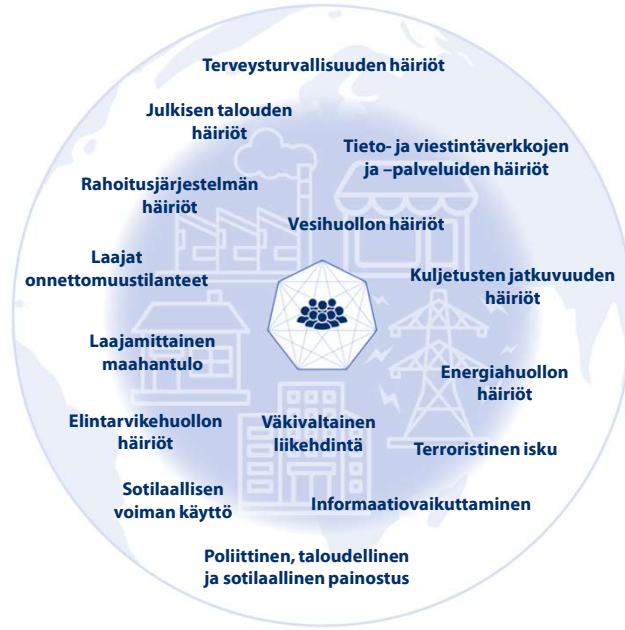 Terveysturvallisuuden häiriöt
Julkisen talouden
häiriöt
Tieto- ja viestintäverkkojen
ja –palveluiden häiriöt
Rahoitusjärjestelmän
häiriöt
Vesihuollon häiriöt
Laajat
onnettomuustilanteet
Kuljetusten jatkuvuuden
häiriöt
Laajamittainen
maahantulo
Energiahuollon
häiriöt
Elintarvikehuollon
häiriöt
Väkivaltainen
liikehdintä
Terroristinen isku
Sotilaallisen
voiman käyttö
Informaatiovaikuttaminen
Poliittinen, taloudellinen
ja sotilaallinen painostus